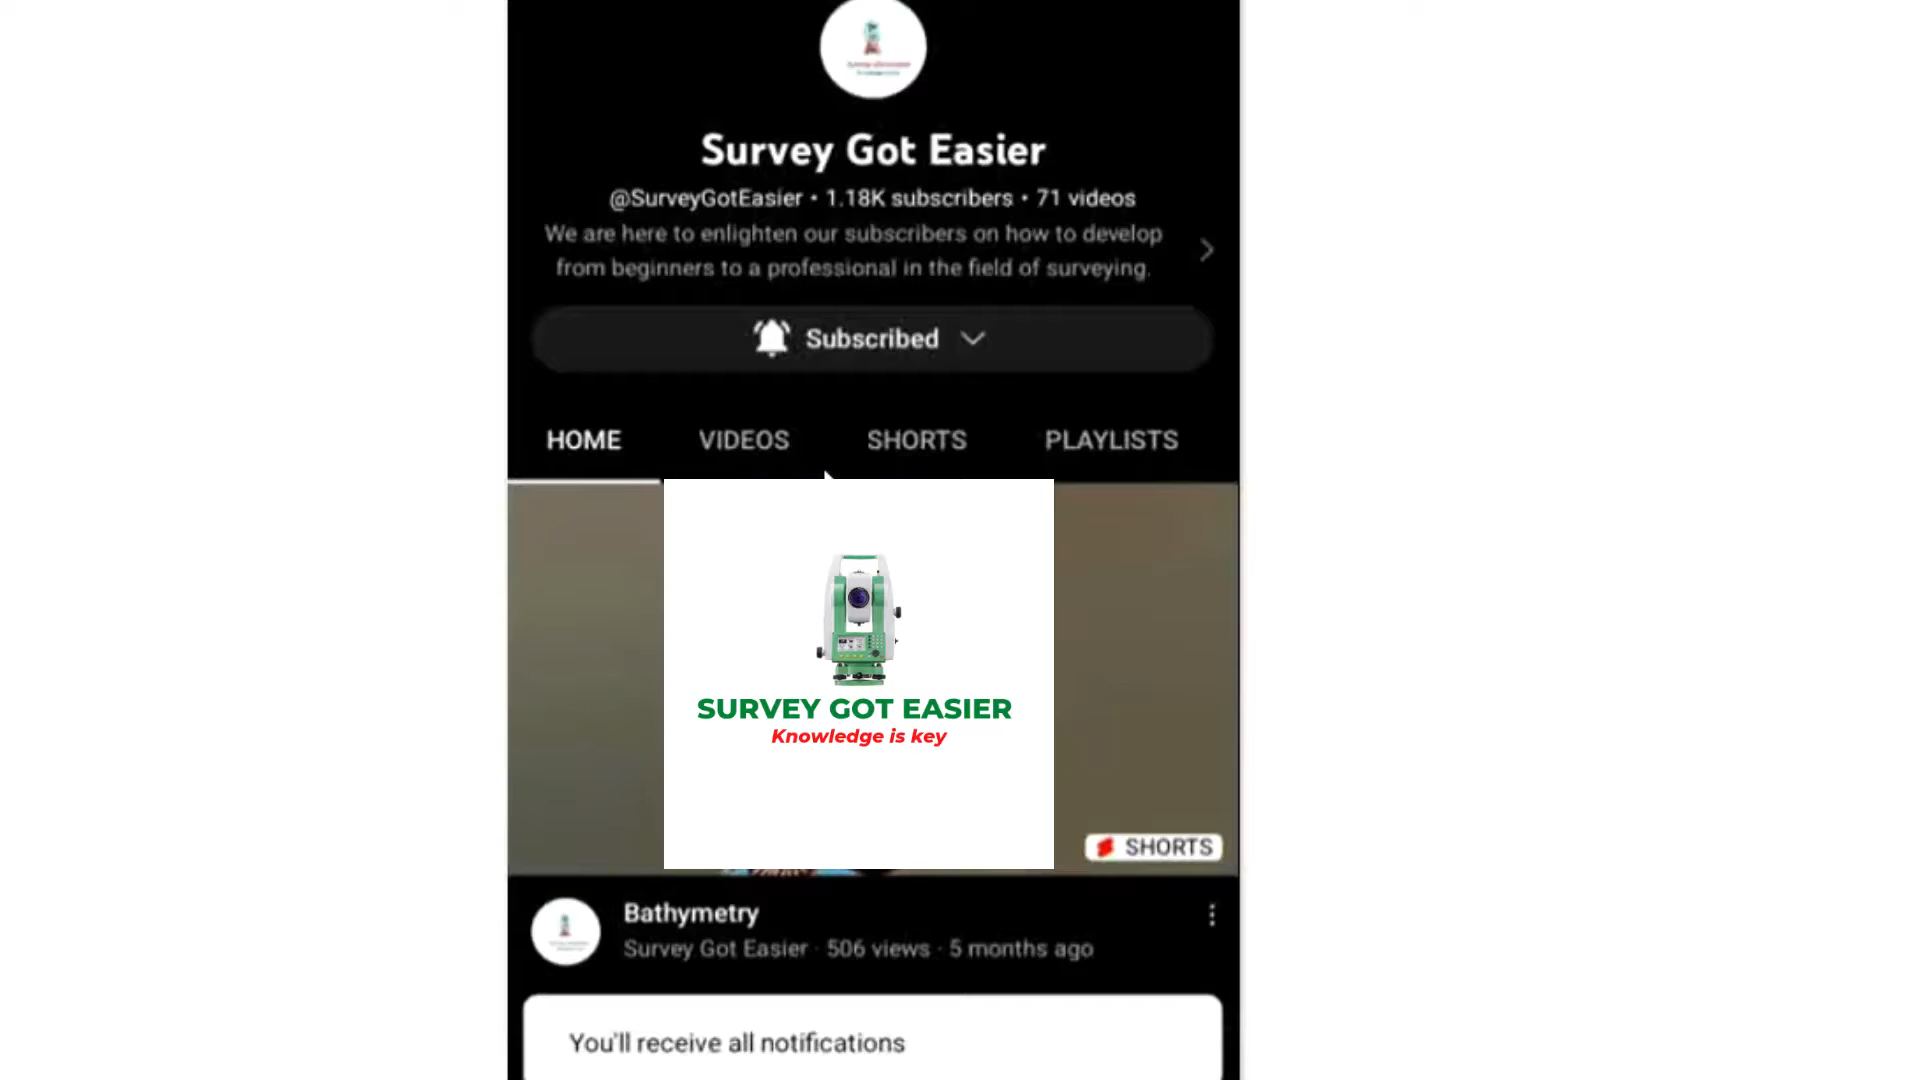 Survey Got Easier
@SurveyGotEasier • 1.18K subscribers • 71 videos
We are here to enlighten our subscribers on how to develop
from beginners to a professional in the field of surveying.
Subscribed
HOME VIDEOS SHORTS PLAYLISTS
SURVEY GOT EASIER
Knowledge is key
SHORTS
Bathymetry
Survey Got Easier · 506 views · 5 months ago
You'll receive all notifications